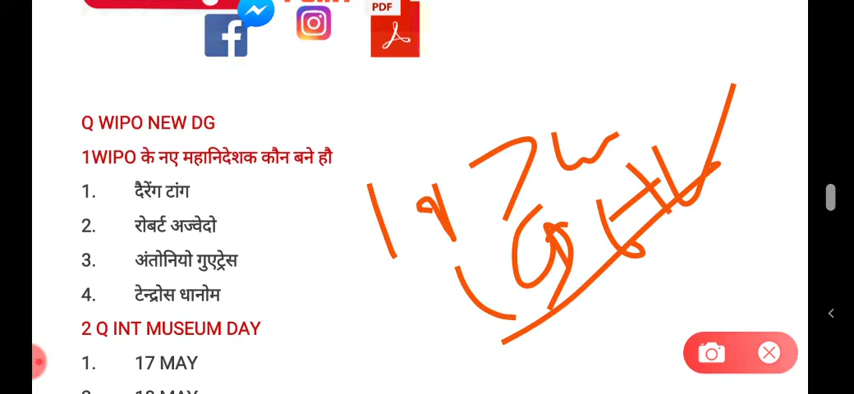 PDF
Q WIPO NEW DG
1WIPO के नए महानिदेशक कौन बने हौ
1. दैरेंग टांग
2. रोबर्ट अज्वेदो
3. अंतोनियो गुएट्रेस
4. टेन्द्रोस धानोम
2 Q INT MUSEUM DAY
1. 17 MAY